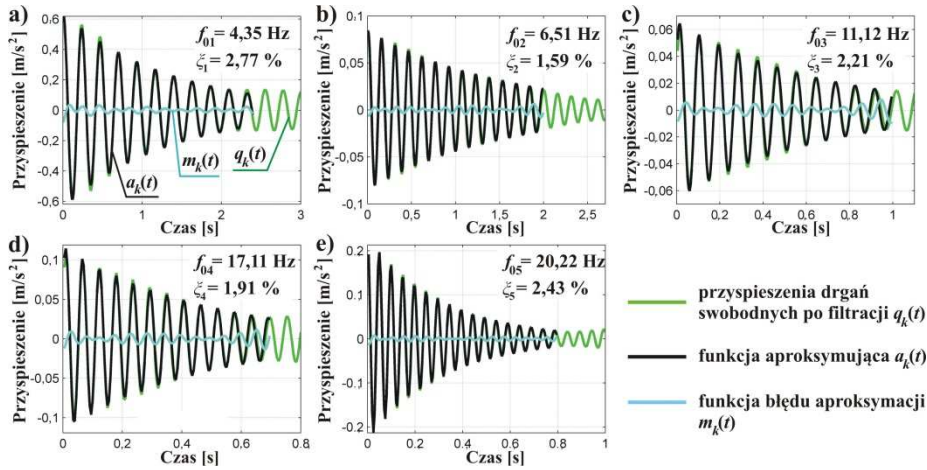 a)
f01= 4,35 Hz
ξ1= 2,77 %
Przyspieszenie [m/s²]
0,6
0,4
0,2
0
-0,2
-0,4
-0,6
ak(t)
mk(t)
qk(t)
0 1 2 3
Czas [s]
b)
f02= 6,51 Hz
ξ2= 1,59 %
Przyspieszenie [m/s²]
0,1
0,05
0
-0,05
-0,1
0 0,5 1 1,5 2 2,5
Czas [s]
c)
f03= 11,12 Hz
ξ3= 2,21 %
Przyspieszenie [m/s²]
0,06
0,04
0,02
0
-0,02
-0,04
-0,06
0 0,2 0,4 0,6 0,8 1
Czas [s]
d)
f04= 17,11 Hz
ξ4= 1,91 %
Przyspieszenie [m/s²]
0,1
0,05
0
-0,05
-0,1
0 0,2 0,4 0,6 0,8
Czas [s]
e)
f05= 20,22 Hz
ξ5= 2,43 %
Przyspieszenie [m/s²]
0,2
0,1
0
-0,1
-0,2
0 0,2 0,4 0,6 0,8 1
Czas [s]
przyspieszenia drgań
swobodnych po filtracji qk(t)
funkcja aproksymująca ak(t)
funkcja błędu aproksymacji
mk(t)